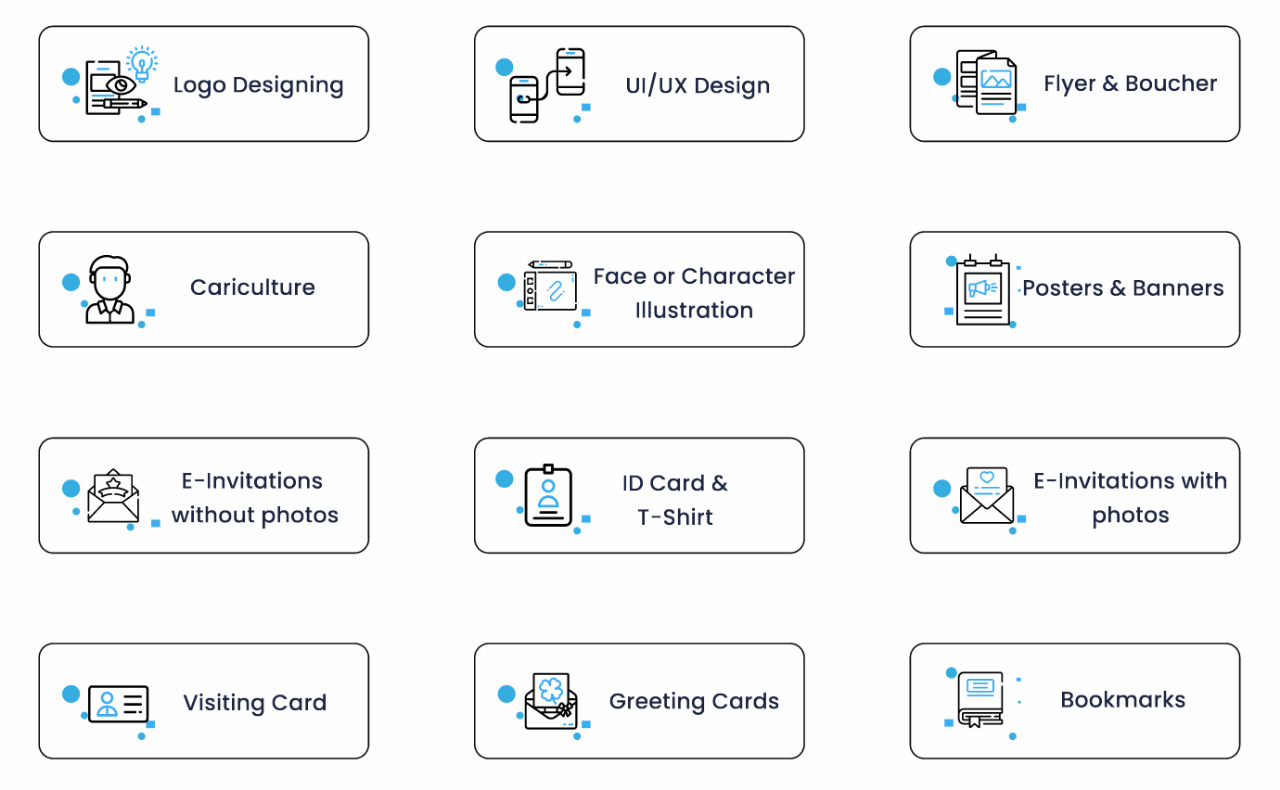 Logo Designing
UI/UX Design
Flyer & Boucher
Cariculture
Face or Character
Illustration
Posters & Banners
E-Invitations
without photos
ID Card &
T-Shirt
E-Invitations with
photos
Visiting Card
Greeting Cards
Bookmarks